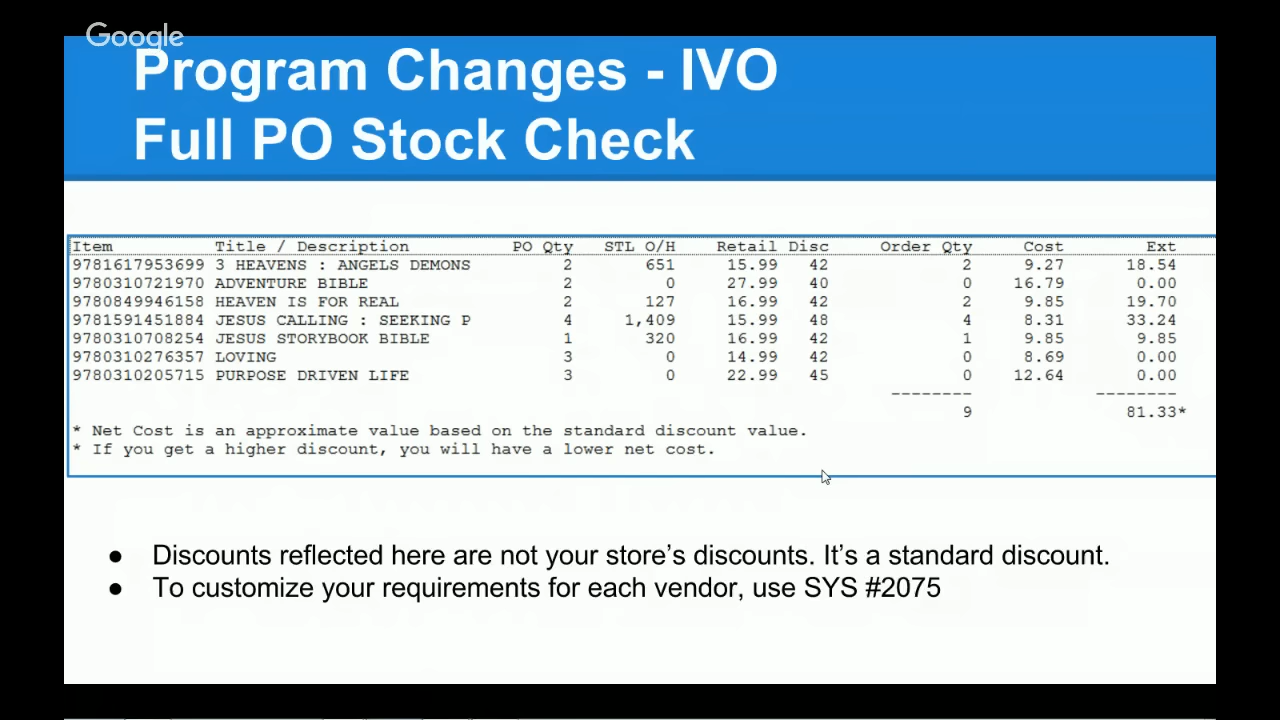 Google
Program Changes - IVO
Full PO Stock Check
Item Title / Description PO Qty STL O/H Retail Disc Order Qty Cost Ext
9781617953699 3 HEAVENS : ANGELS DEMONS 2 651 15.99 42 2 9.27 18.54
9780310721970 ADVENTURE BIBLE 2 0 27.99 40 0 16.79 0.00
9780849946158 HEAVEN IS FOR REAL 2 127 16.99 42 2 9.85 19.70
9781591451884 JESUS CALLING : SEEKING P 4 1,409 15.99 48 4 8.31 33.24
9780310708254 JESUS STORYBOOK BIBLE 1 320 16.99 42 1 9.85 9.85
9780310276357 LOVING 3 0 14.99 42 0 8.69 0.00
9780310205715 PURPOSE DRIVEN LIFE 3 0 22.99 45 0 12.64 0.00
-------- --------
9 81.33*
* Net Cost is an approximate value based on the standard discount value.
* If you get a higher discount, you will have a lower net cost.
● Discounts reflected here are not your store's discounts. It's a standard discount.
● To customize your requirements for each vendor, use SYS #2075